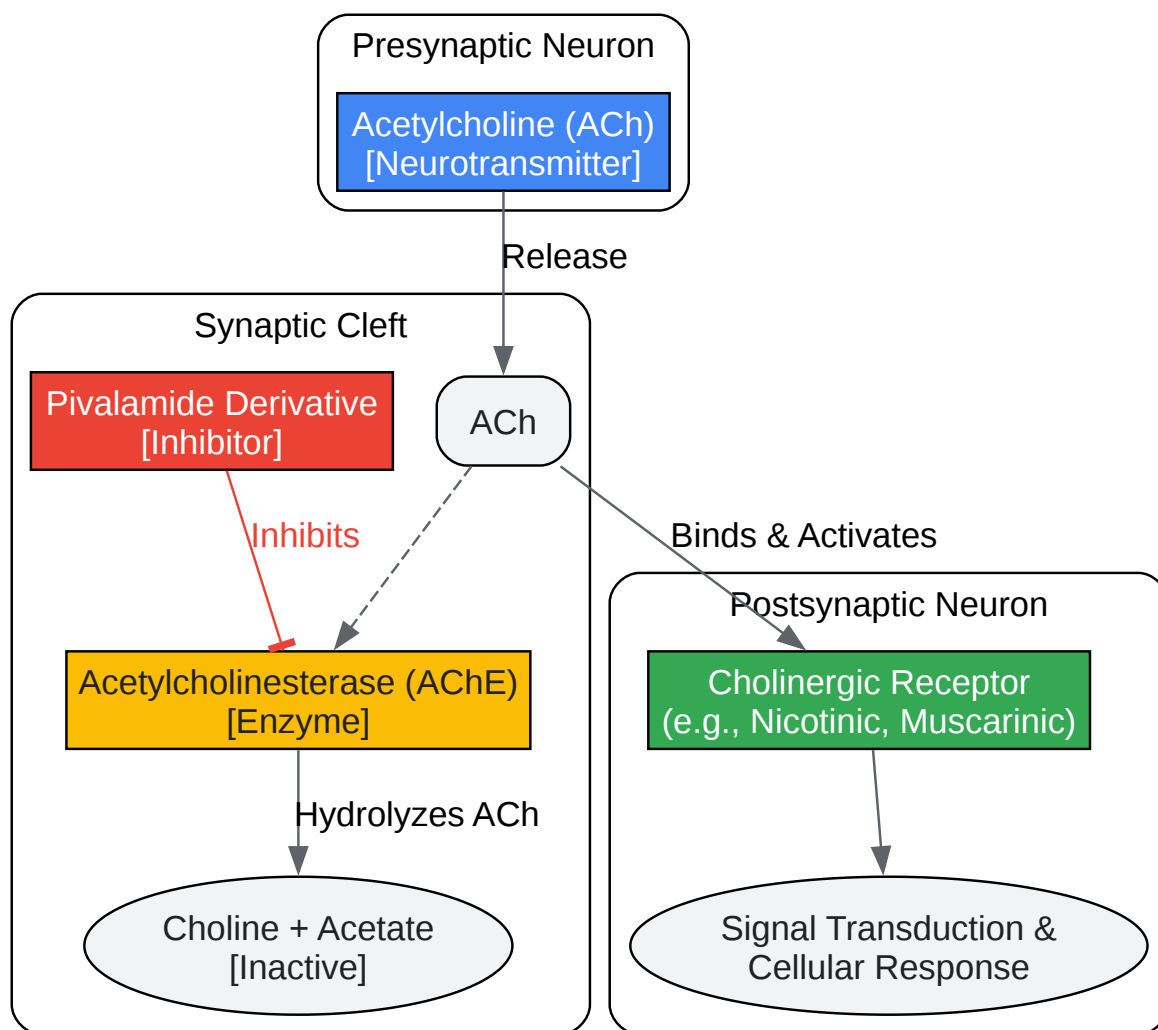 Presynaptic Neuron
Acetylcholine (ACh)
[Neurotransmitter]
Release
Synaptic Cleft
Pivalamide Derivative
[Inhibitor]
ACh
Inhibits
Binds & Activates
Postsynaptic Neuron
Acetylcholinesterase (AChE)
[Enzyme]
Cholinergic Receptor
(e.g., Nicotinic, Muscarinic)
Hydrolyzes ACh
Choline + Acetate
[Inactive]
Signal Transduction &
Cellular Response